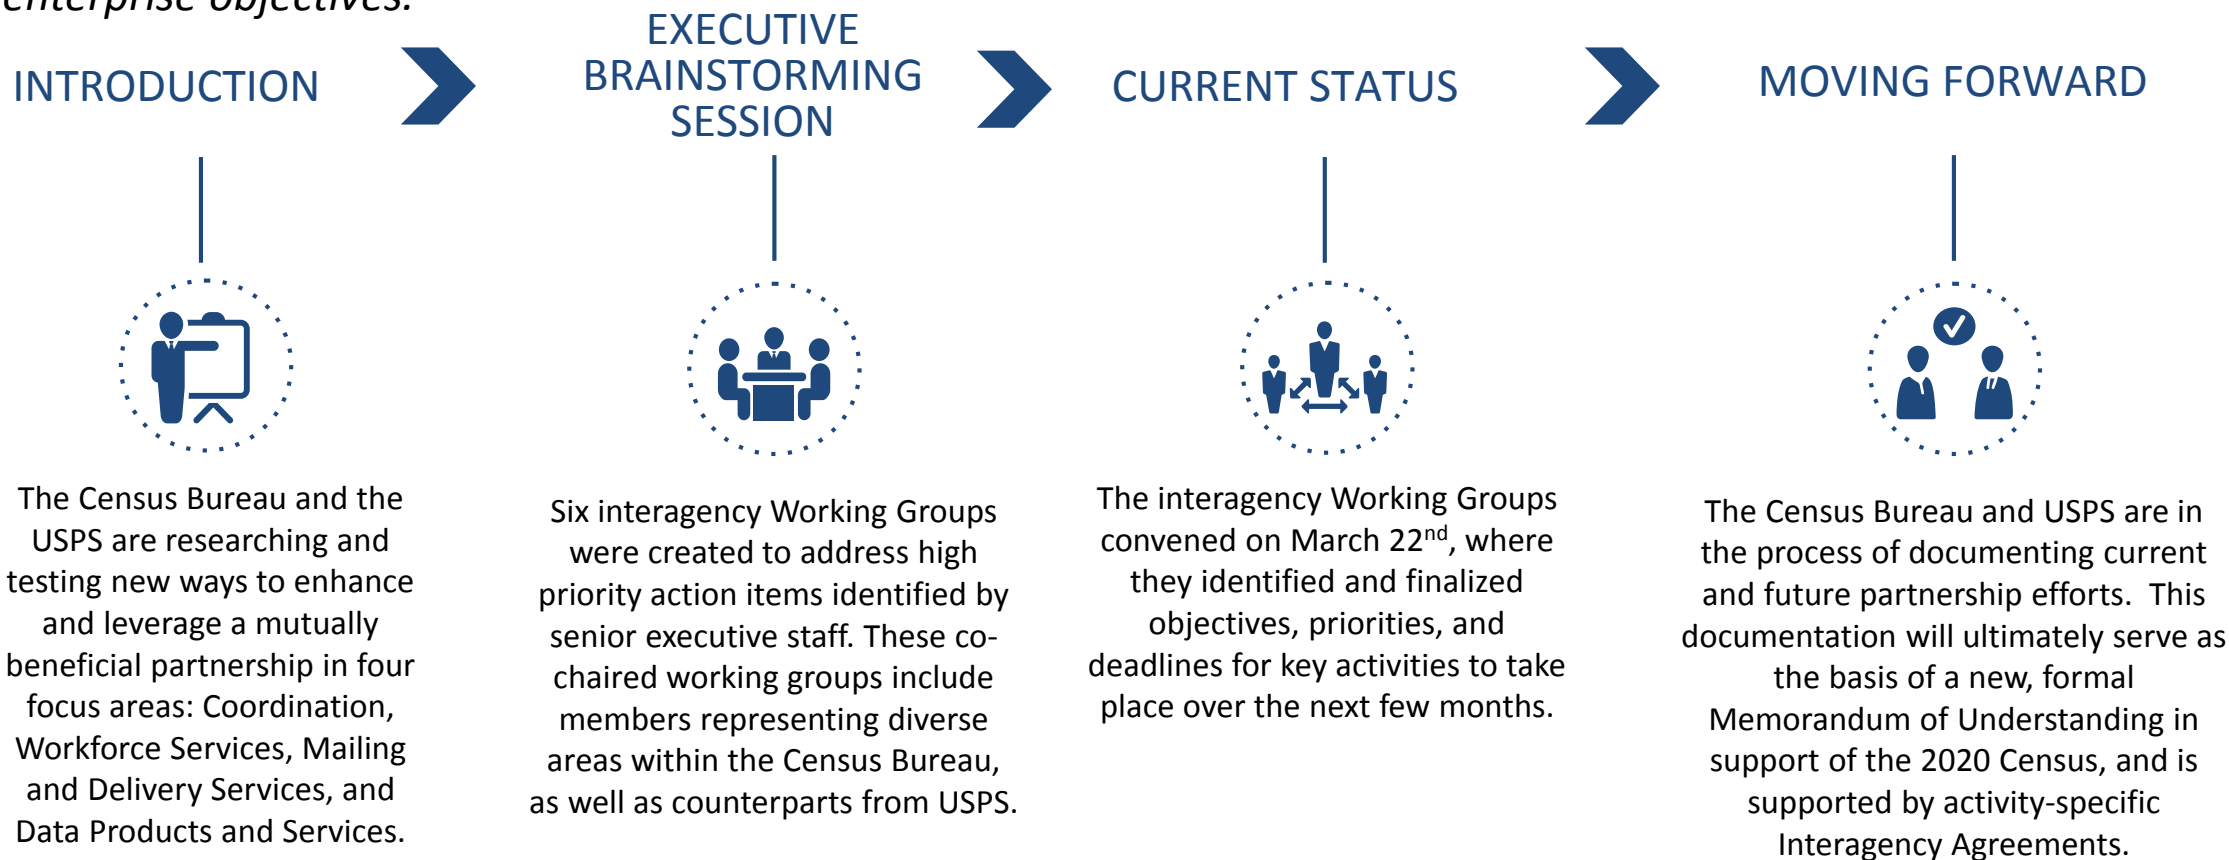 enterprise objectives.
INTRODUCTION
EXECUTIVE
BRAINSTORMING
SESSION
CURRENT STATUS
MOVING FORWARD
The Census Bureau and the
USPS are researching and
testing new ways to enhance
and leverage a mutually
beneficial partnership in four
focus areas: Coordination,
Workforce Services, Mailing
and Delivery Services, and
Data Products and Services.
Six interagency Working Groups
were created to address high
priority action items identified by
senior executive staff. These co-
chaired working groups include
members representing diverse
areas within the Census Bureau,
as well as counterparts from USPS.
The interagency Working Groups
convened on March 22nd, where
they identified and finalized
objectives, priorities, and
deadlines for key activities to take
place over the next few months.
The Census Bureau and USPS are in
the process of documenting current
and future partnership efforts.  This
documentation will ultimately serve as
the basis of a new, formal
Memorandum of Understanding in
support of the 2020 Census, and is
supported by activity-specific
Interagency Agreements.